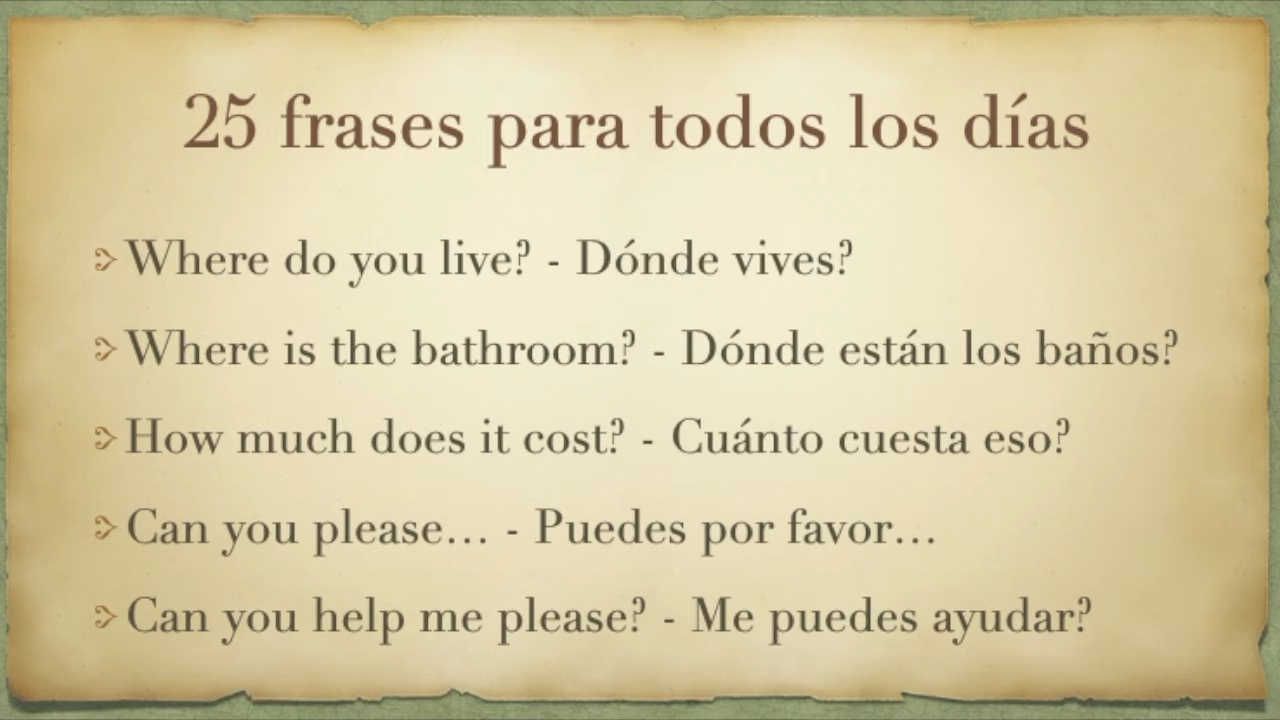 25 frases para todos los días
Where do you live? - Dónde vives?
Where is the bathroom? - Dónde están los baños?
How much does it cost? - Cuánto cuesta eso?
Can you please... - Puedes por favor...
Can you help me please? - Me puedes ayudar?